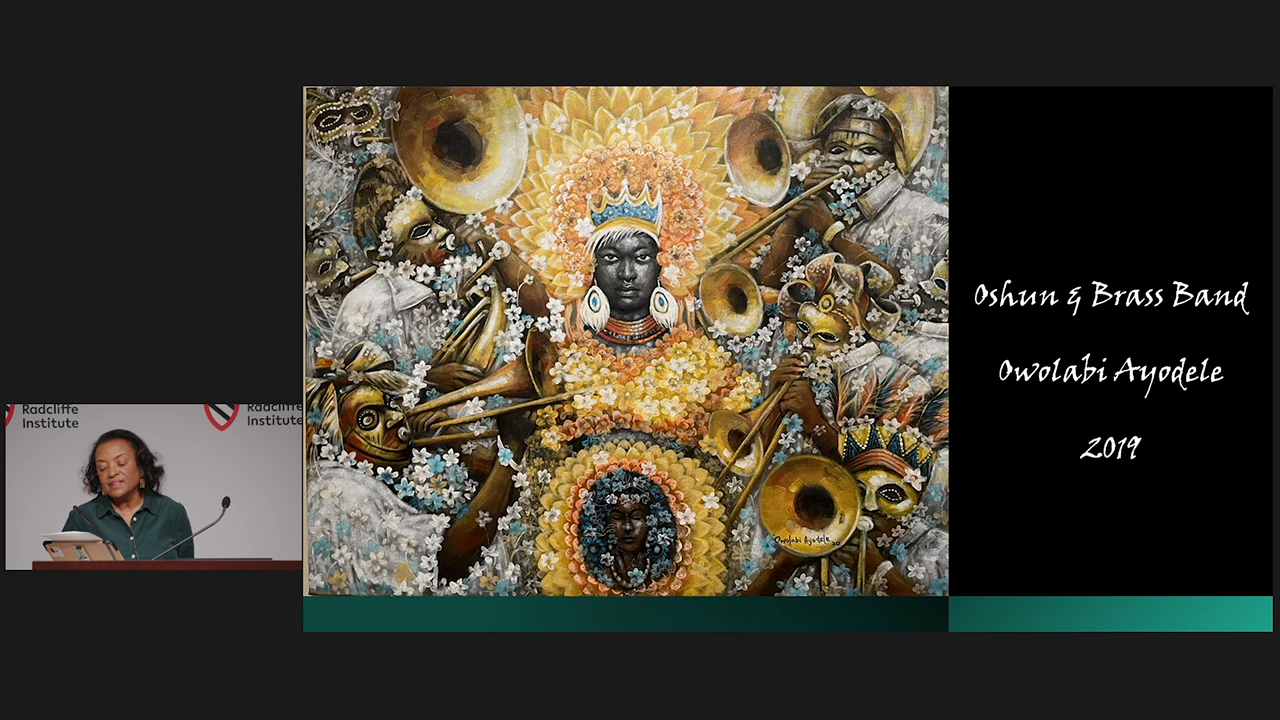 Radcliffe
Institute
Radcliffe
Institute
Oshun & Brass Band
Owolabi Ayodele
2019
Owolabi Ayodele